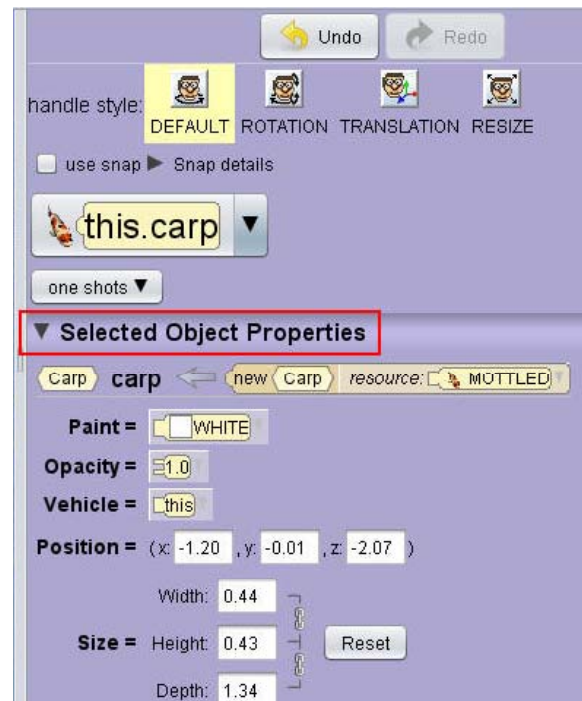 Undo Redo
handle style:
DEFAULT ROTATION TRANSLATION RESIZE
use snap ▶ Snap details
this.carp ▼
one shots ▼
▼ Selected Object Properties
Carp carp new Carp resource: MOTTLED
Paint = WHITE
Opacity = 1.0
Vehicle = this
Position = (x: -1.20 , y: -0.01 , z: -2.07 )
Width: 0.44
Size = Height: 0.43 Reset
Depth: 1.34